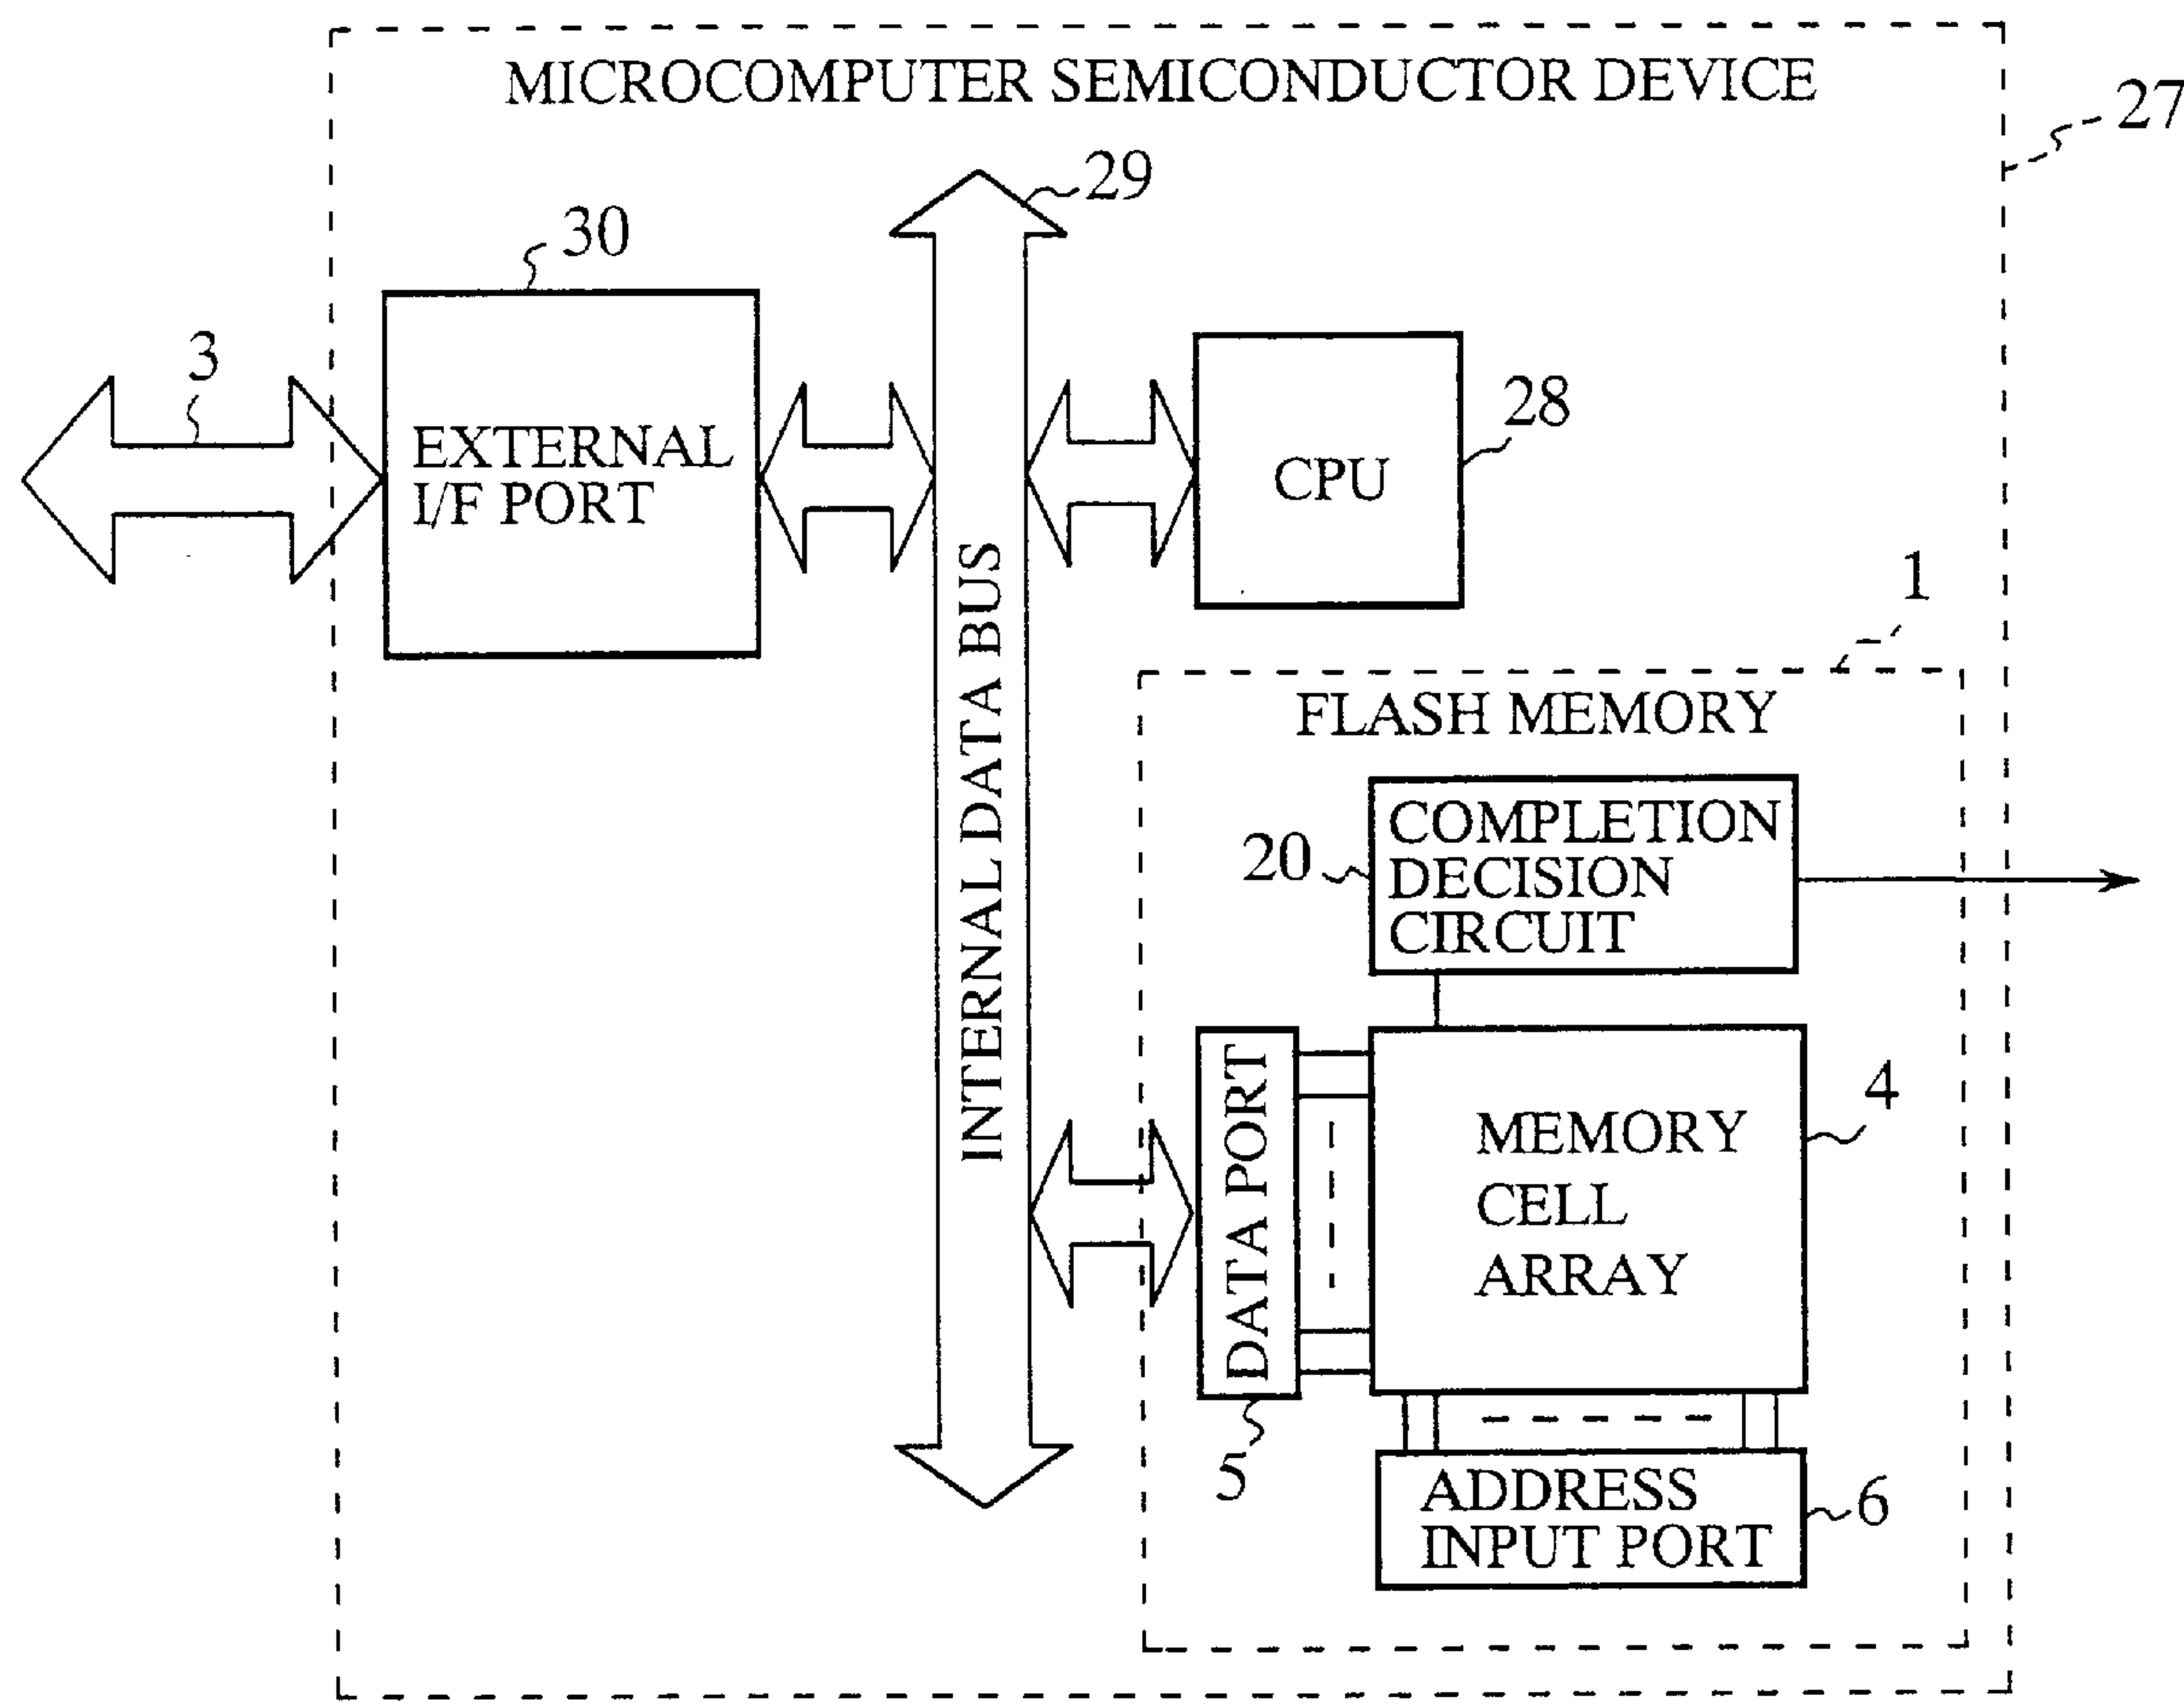 MICROCOMPUTER SEMICONDUCTOR DEVICE
27
29
30
3
EXTERNAL
I/F PORT
CPU
28
INTERNAL DATA BUS
1
FLASH MEMORY
20
COMPLETION
DECISION
CIRCUIT
DATA PORT
5
MEMORY
CELL
ARRAY
4
ADDRESS
INPUT PORT
6